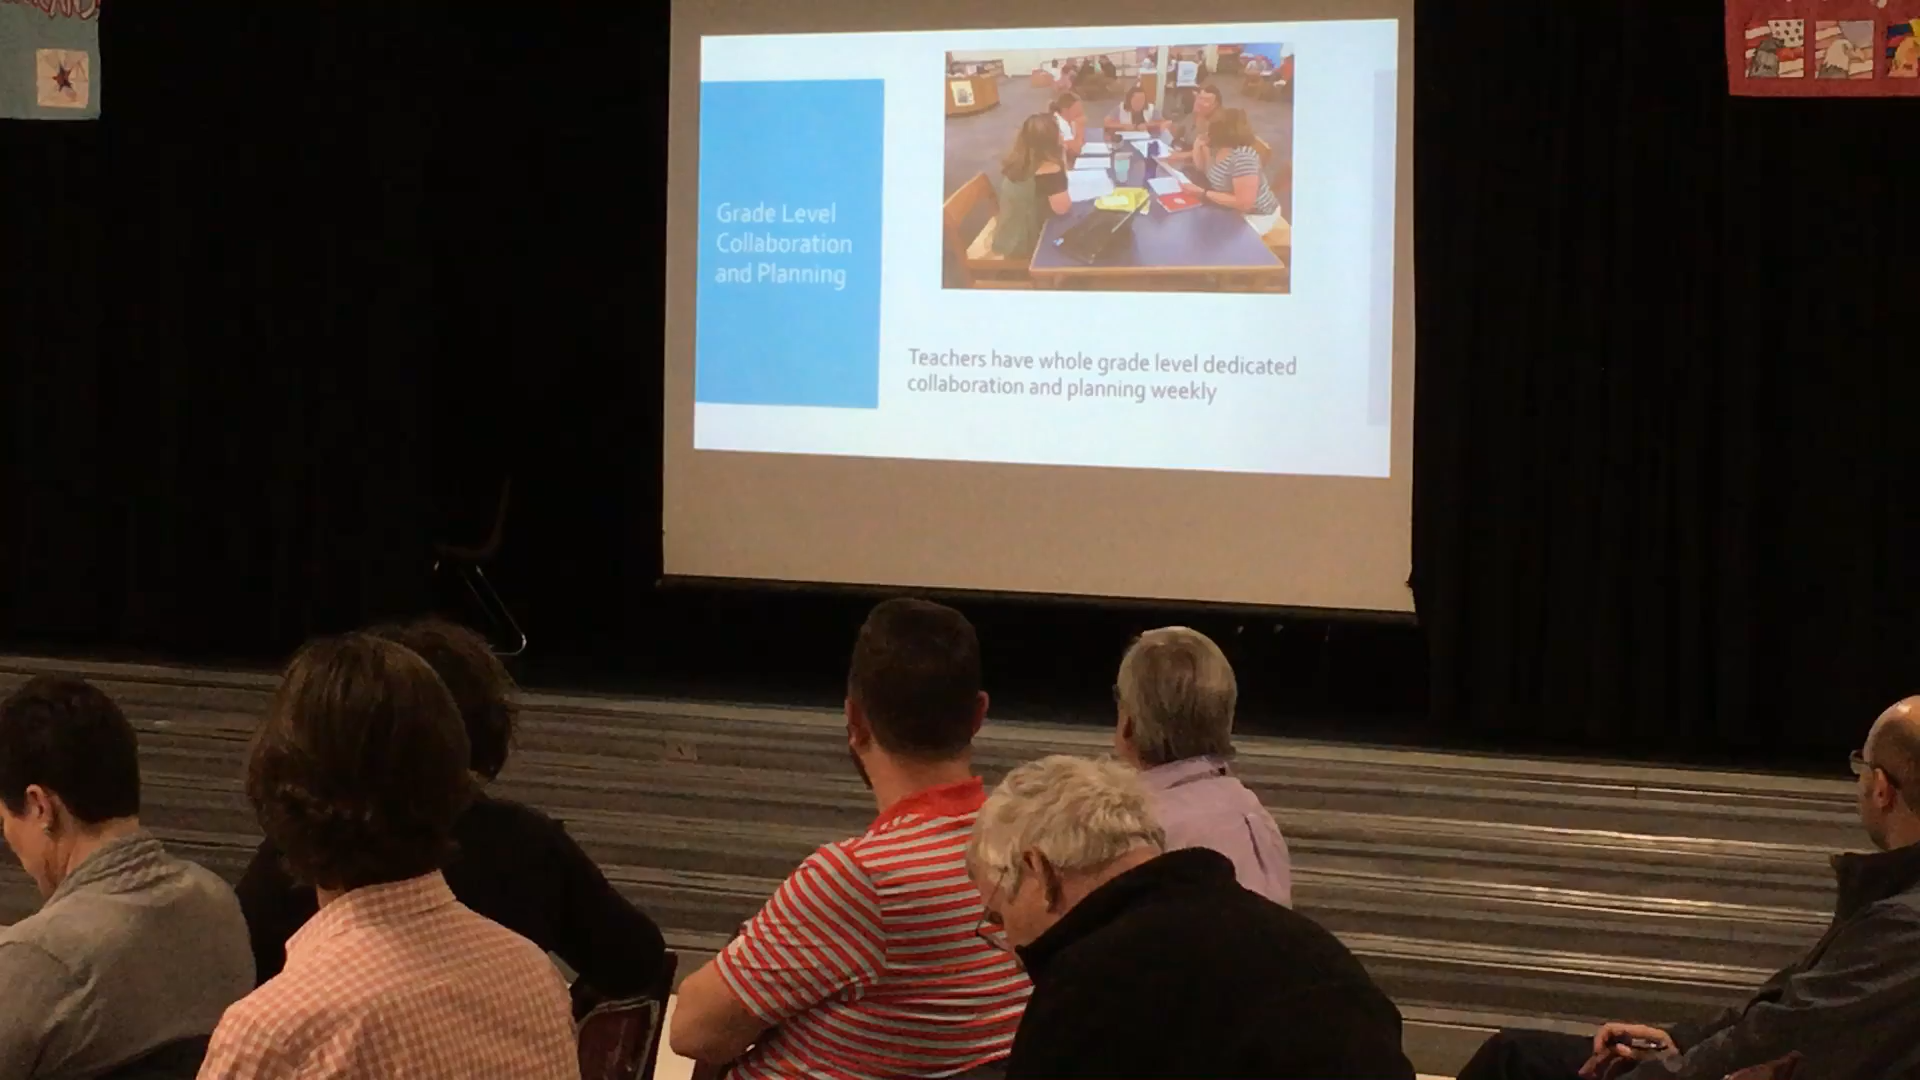 Grade Level
Collaboration
and Planning
Teachers have whole grade level dedicated
collaboration and planning weekly